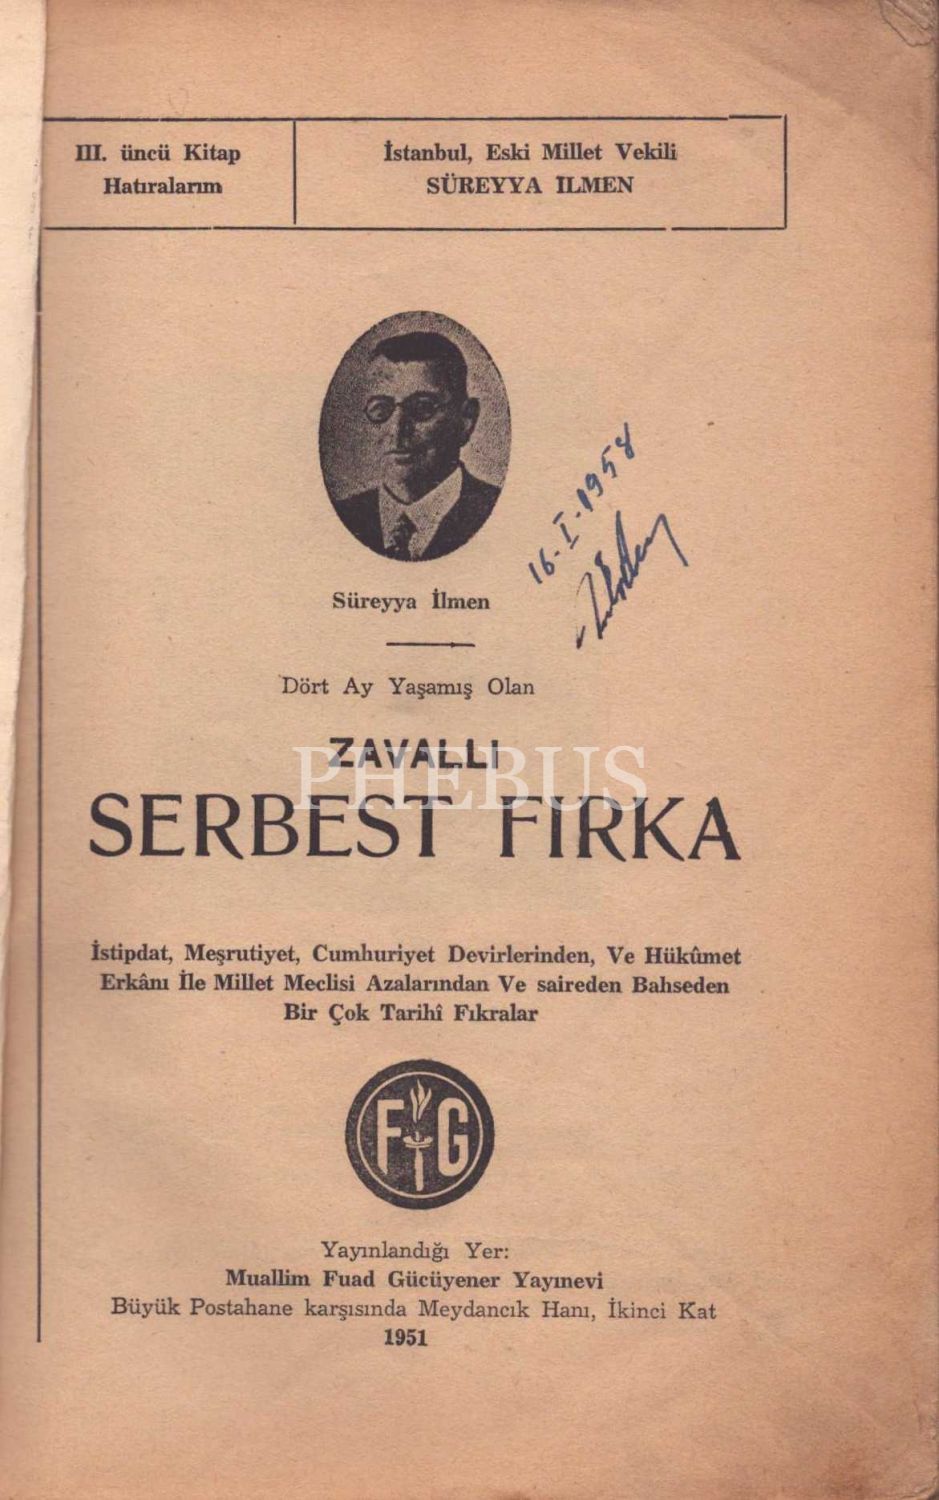 III. üncü Kitap
Hatıralarım
İstanbul, Eski Millet Vekili
SÜREYYA İLMEN
16-I-1958
Süreyya İlmen
Dört Ay Yaşamış Olan
ZAVALLI
PHEBUS
SERBEST FIRKA
İstipdat, Meşrutiyet, Cumhuriyet Devirlerinden, Ve Hükûmet
Erkânı İle Millet Meclisi Azalarından Ve saireden Bahseden
Bir Çok Tarihî Fıkralar
F G
Yayınlandığı Yer:
Muallim Fuad Gücüyener Yayınevi
Büyük Postahane karşısında Meydancık Hanı, İkinci Kat
1951